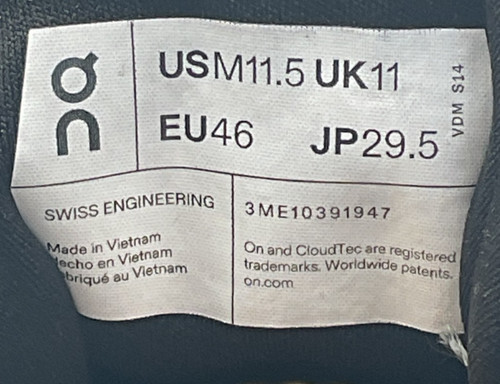 On
USM11.5 UK11
EU46 JP29.5
VDM S14
SWISS ENGINEERING
Made in Vietnam
echo en Vietnam
briqué au Vietnam
3ME10391947
On and CloudTec are registered
trademarks. Worldwide patents.
on.com